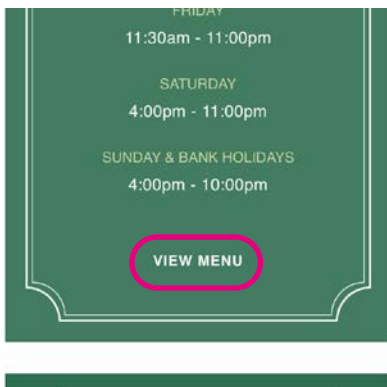 FRIDAY
11:30am - 11:00pm
SATURDAY
4:00pm - 11:00pm
SUNDAY & BANK HOLIDAYS
4:00pm - 10:00pm
VIEW MENU